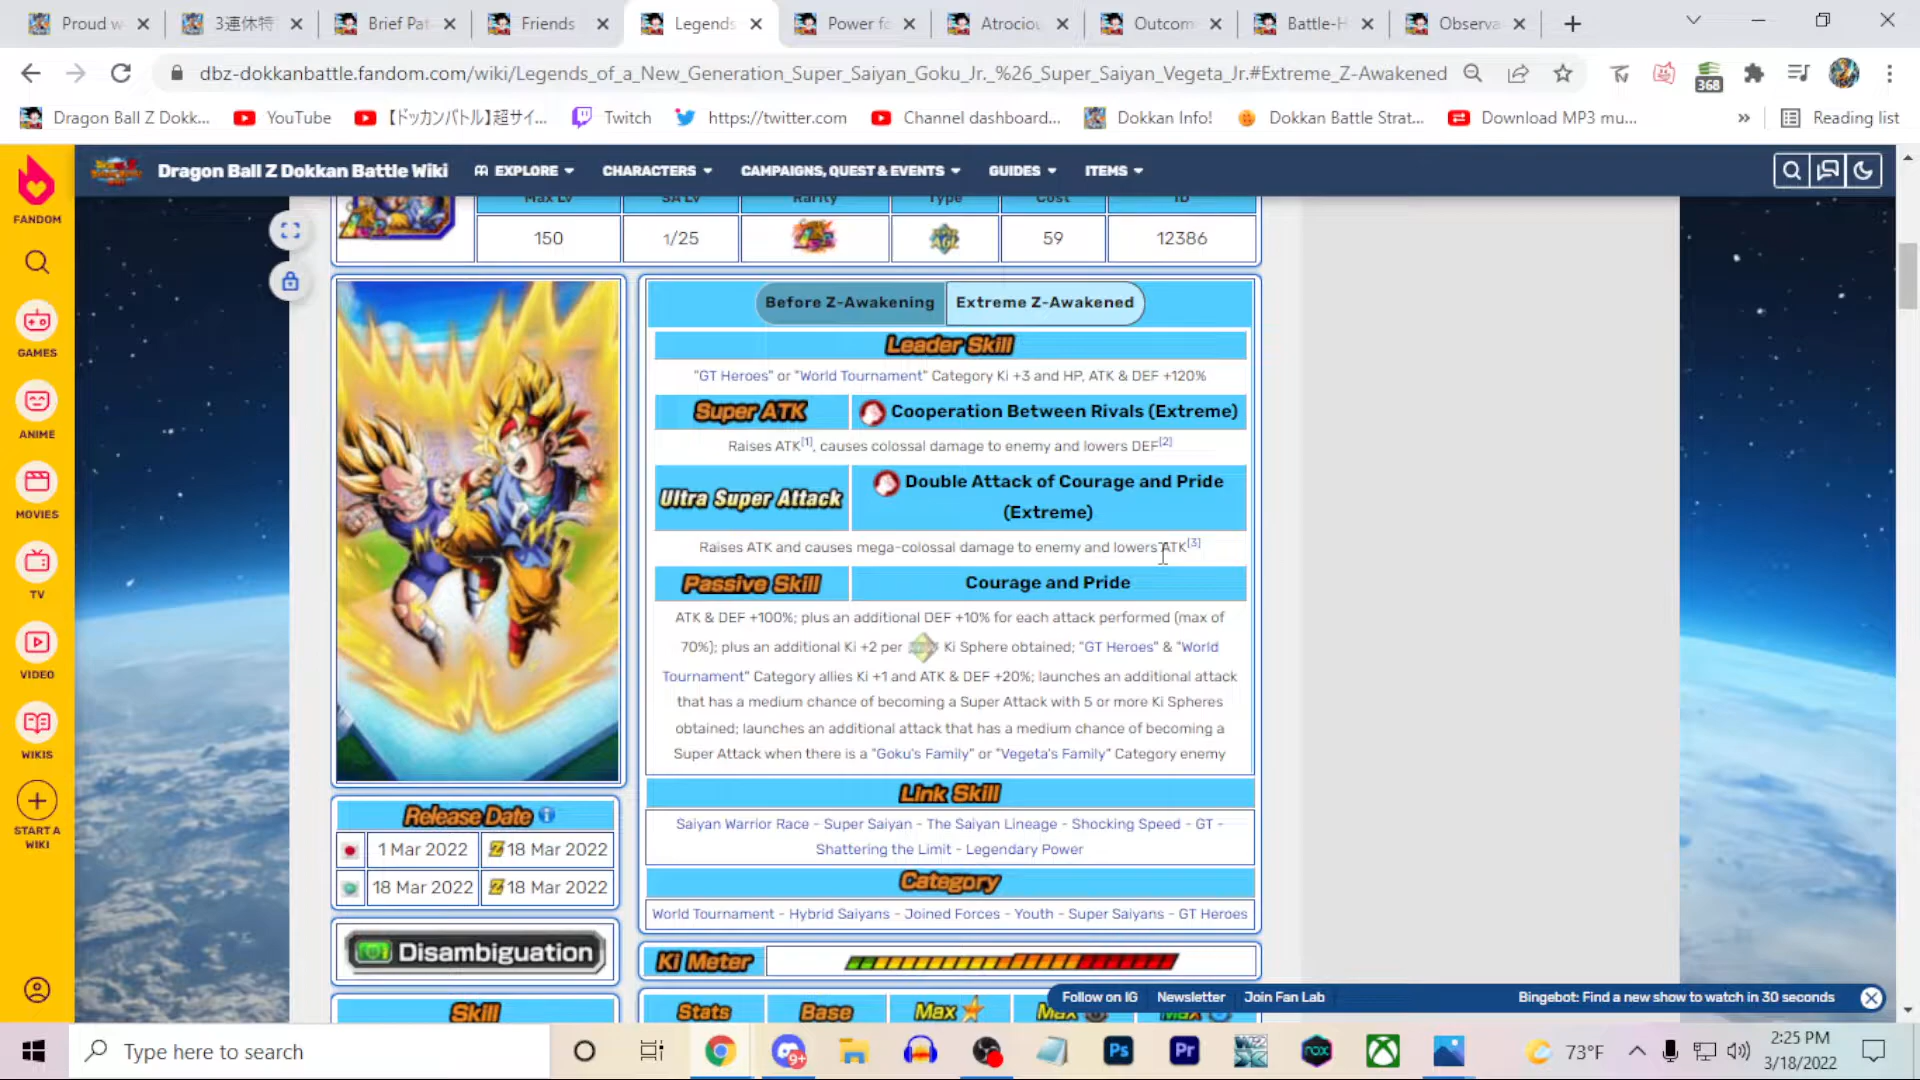 Proud w
3連休特
Brief Pat
Friends
Legends
Power fo
Atrociou
Outcom
Battle-H
Observa
dbz-dokkanbattle.fandom.com/wiki/Legends_of_a_New_Generation_Super_Saiyan_Goku_Jr._%26_Super_Saiyan_Vegeta_Jr.#Extreme_Z-Awakened
368
Dragon Ball Z Dokk...
YouTube
【ドッカンバトル】超サイ...
Twitch
https://twitter.com
Channel dashboard...
Dokkan Info!
Dokkan Battle Strat...
Download MP3 mu...
»
Reading list
FANDOM
GAMES
ANIME
MOVIES
TV
VIDEO
WIKIS
START A
WIKI
Dragon Ball Z Dokkan Battle Wiki
EXPLORE
CHARACTERS
CAMPAIGNS, QUEST & EVENTS
GUIDES
ITEMS
Max Lv SA Lv Rarity Type Cost ID
150 1/25 59 12386
Before Z-Awakening Extreme Z-Awakened
Leader Skill
"GT Heroes" or "World Tournament" Category Ki +3 and HP, ATK & DEF +120%
Super ATK Cooperation Between Rivals (Extreme)
Raises ATK[1], causes colossal damage to enemy and lowers DEF[2]
Ultra Super Attack Double Attack of Courage and Pride
(Extreme)
Raises ATK and causes mega-colossal damage to enemy and lowers ATK[3]
Passive Skill Courage and Pride
ATK & DEF +100%; plus an additional DEF +10% for each attack performed (max of
70%); plus an additional Ki +2 per Ki Sphere obtained; "GT Heroes" & "World
Tournament" Category allies Ki +1 and ATK & DEF +20%; launches an additional attack
that has a medium chance of becoming a Super Attack with 5 or more Ki Spheres
obtained; launches an additional attack that has a medium chance of becoming a
Super Attack when there is a "Goku's Family" or "Vegeta's Family" Category enemy
Link Skill
Saiyan Warrior Race - Super Saiyan - The Saiyan Lineage - Shocking Speed - GT -
Shattering the Limit - Legendary Power
Category
World Tournament - Hybrid Saiyans - Joined Forces - Youth - Super Saiyans - GT Heroes
Ki Meter
Stats Base Max
Release Date
1 Mar 2022 18 Mar 2022
18 Mar 2022 18 Mar 2022
Disambiguation
Skill
Follow on IG Newsletter Join Fan Lab
Bingebot: Find a new show to watch in 30 seconds
Type here to search
9+
Ps
Pr
nox
73°F
2:25 PM
3/18/2022